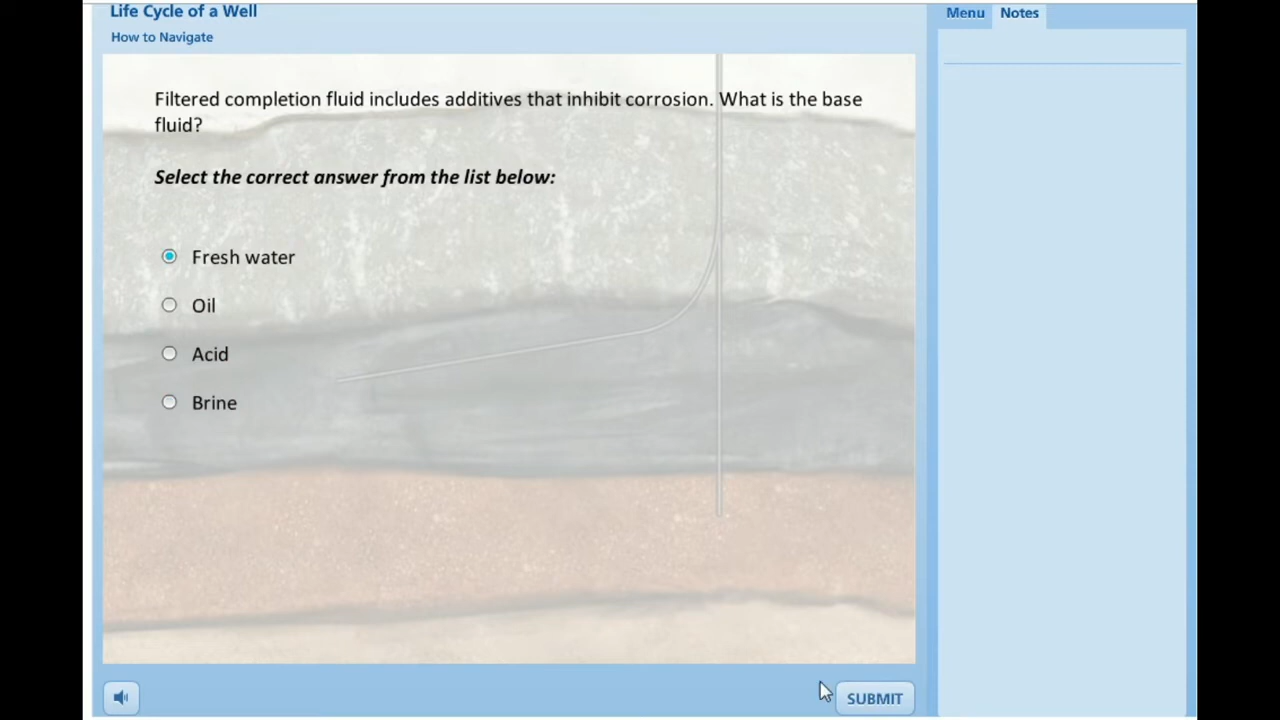 Life Cycle of a Well
Menu Notes
How to Navigate
Filtered completion fluid includes additives that inhibit corrosion. What is the base
fluid?
Select the correct answer from the list below:
Fresh water
Oil
Acid
Brine
SUBMIT